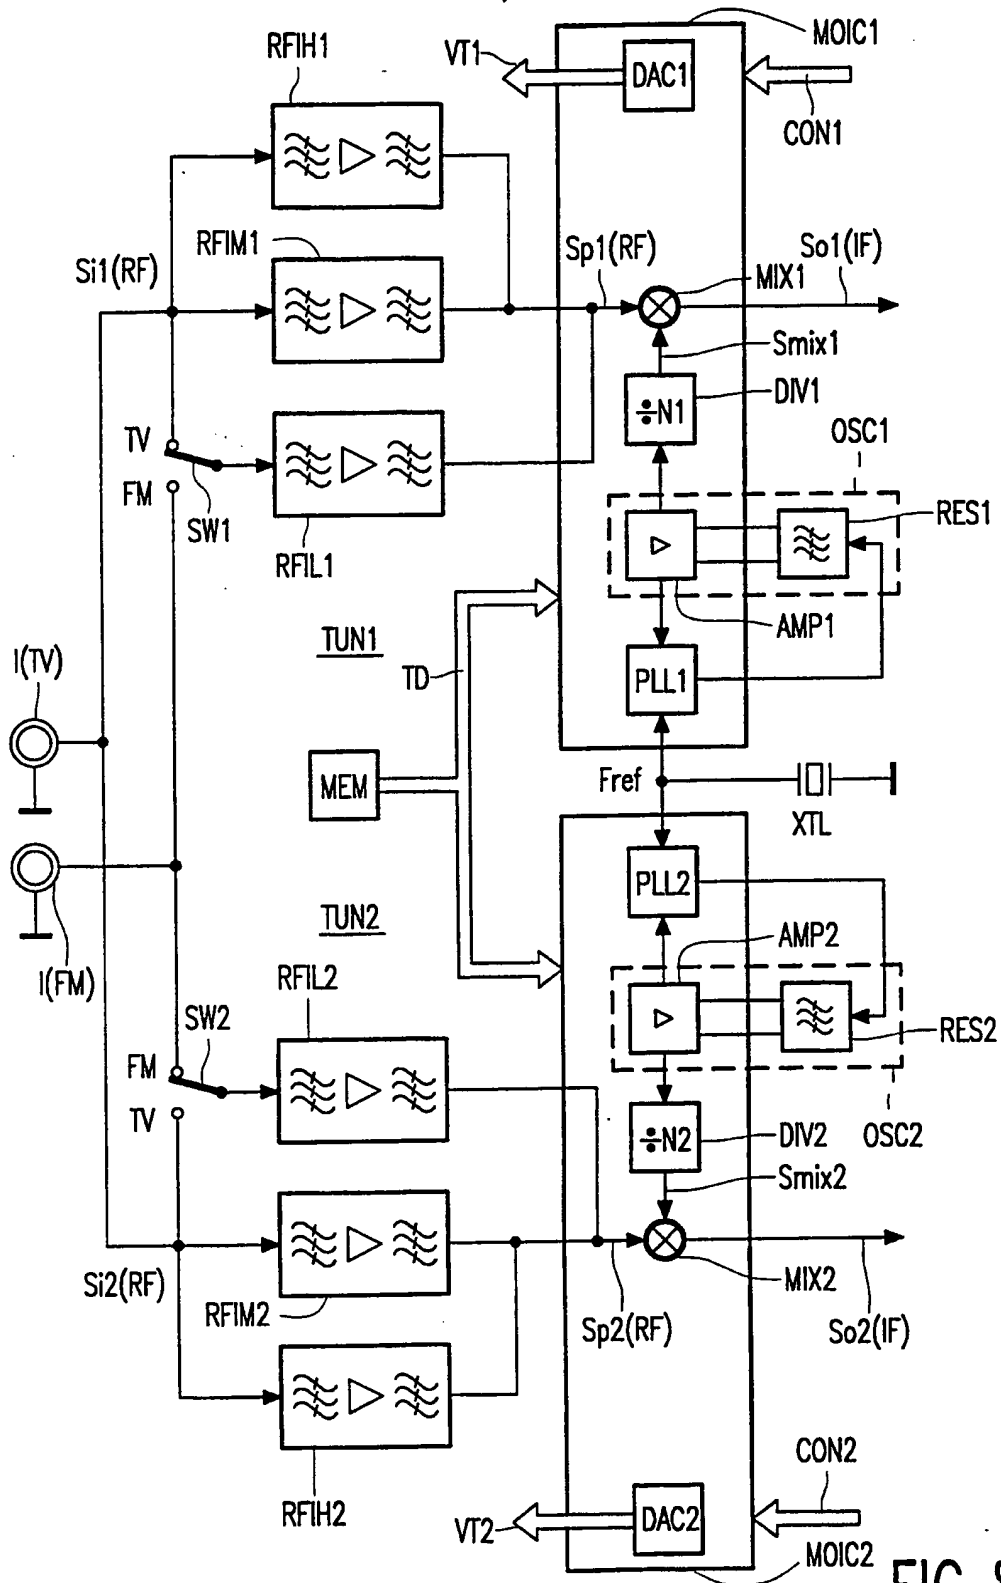 MOIC1
RFIH1
VT1
DAC1
CON1
RFIM1
Si1(RF)
Sp1(RF)
So1(IF)
MIX1
Smix1
÷N1
DIV1
TV
OSC1
FM
SW1
RES1
RFIL1
AMP1
TUN1
I(TV)
TD
PLL1
MEM
Fref
XTL
PLL2
TUN2
AMP2
I(FM)
RFIL2
SW2
FM
RES2
TV
÷N2
DIV2
OSC2
Smix2
Si2(RF)
MIX2
RFIM2
Sp2(RF)
So2(IF)
CON2
RFIH2
VT2
DAC2
MOIC2